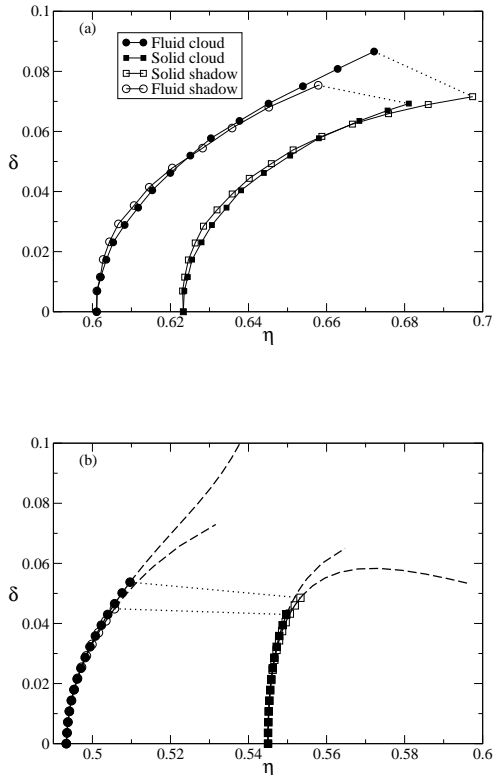 0.1
(a)
Fluid cloud
Solid cloud
Solid shadow
Fluid shadow
0.08
0.06
δ
0.04
0.02
0
0.6 0.62 0.64 0.66 0.68 0.7
η
0.1
(b)
0.08
0.06
δ
0.04
0.02
0
0.5 0.52 0.54 0.56 0.58 0.6
η